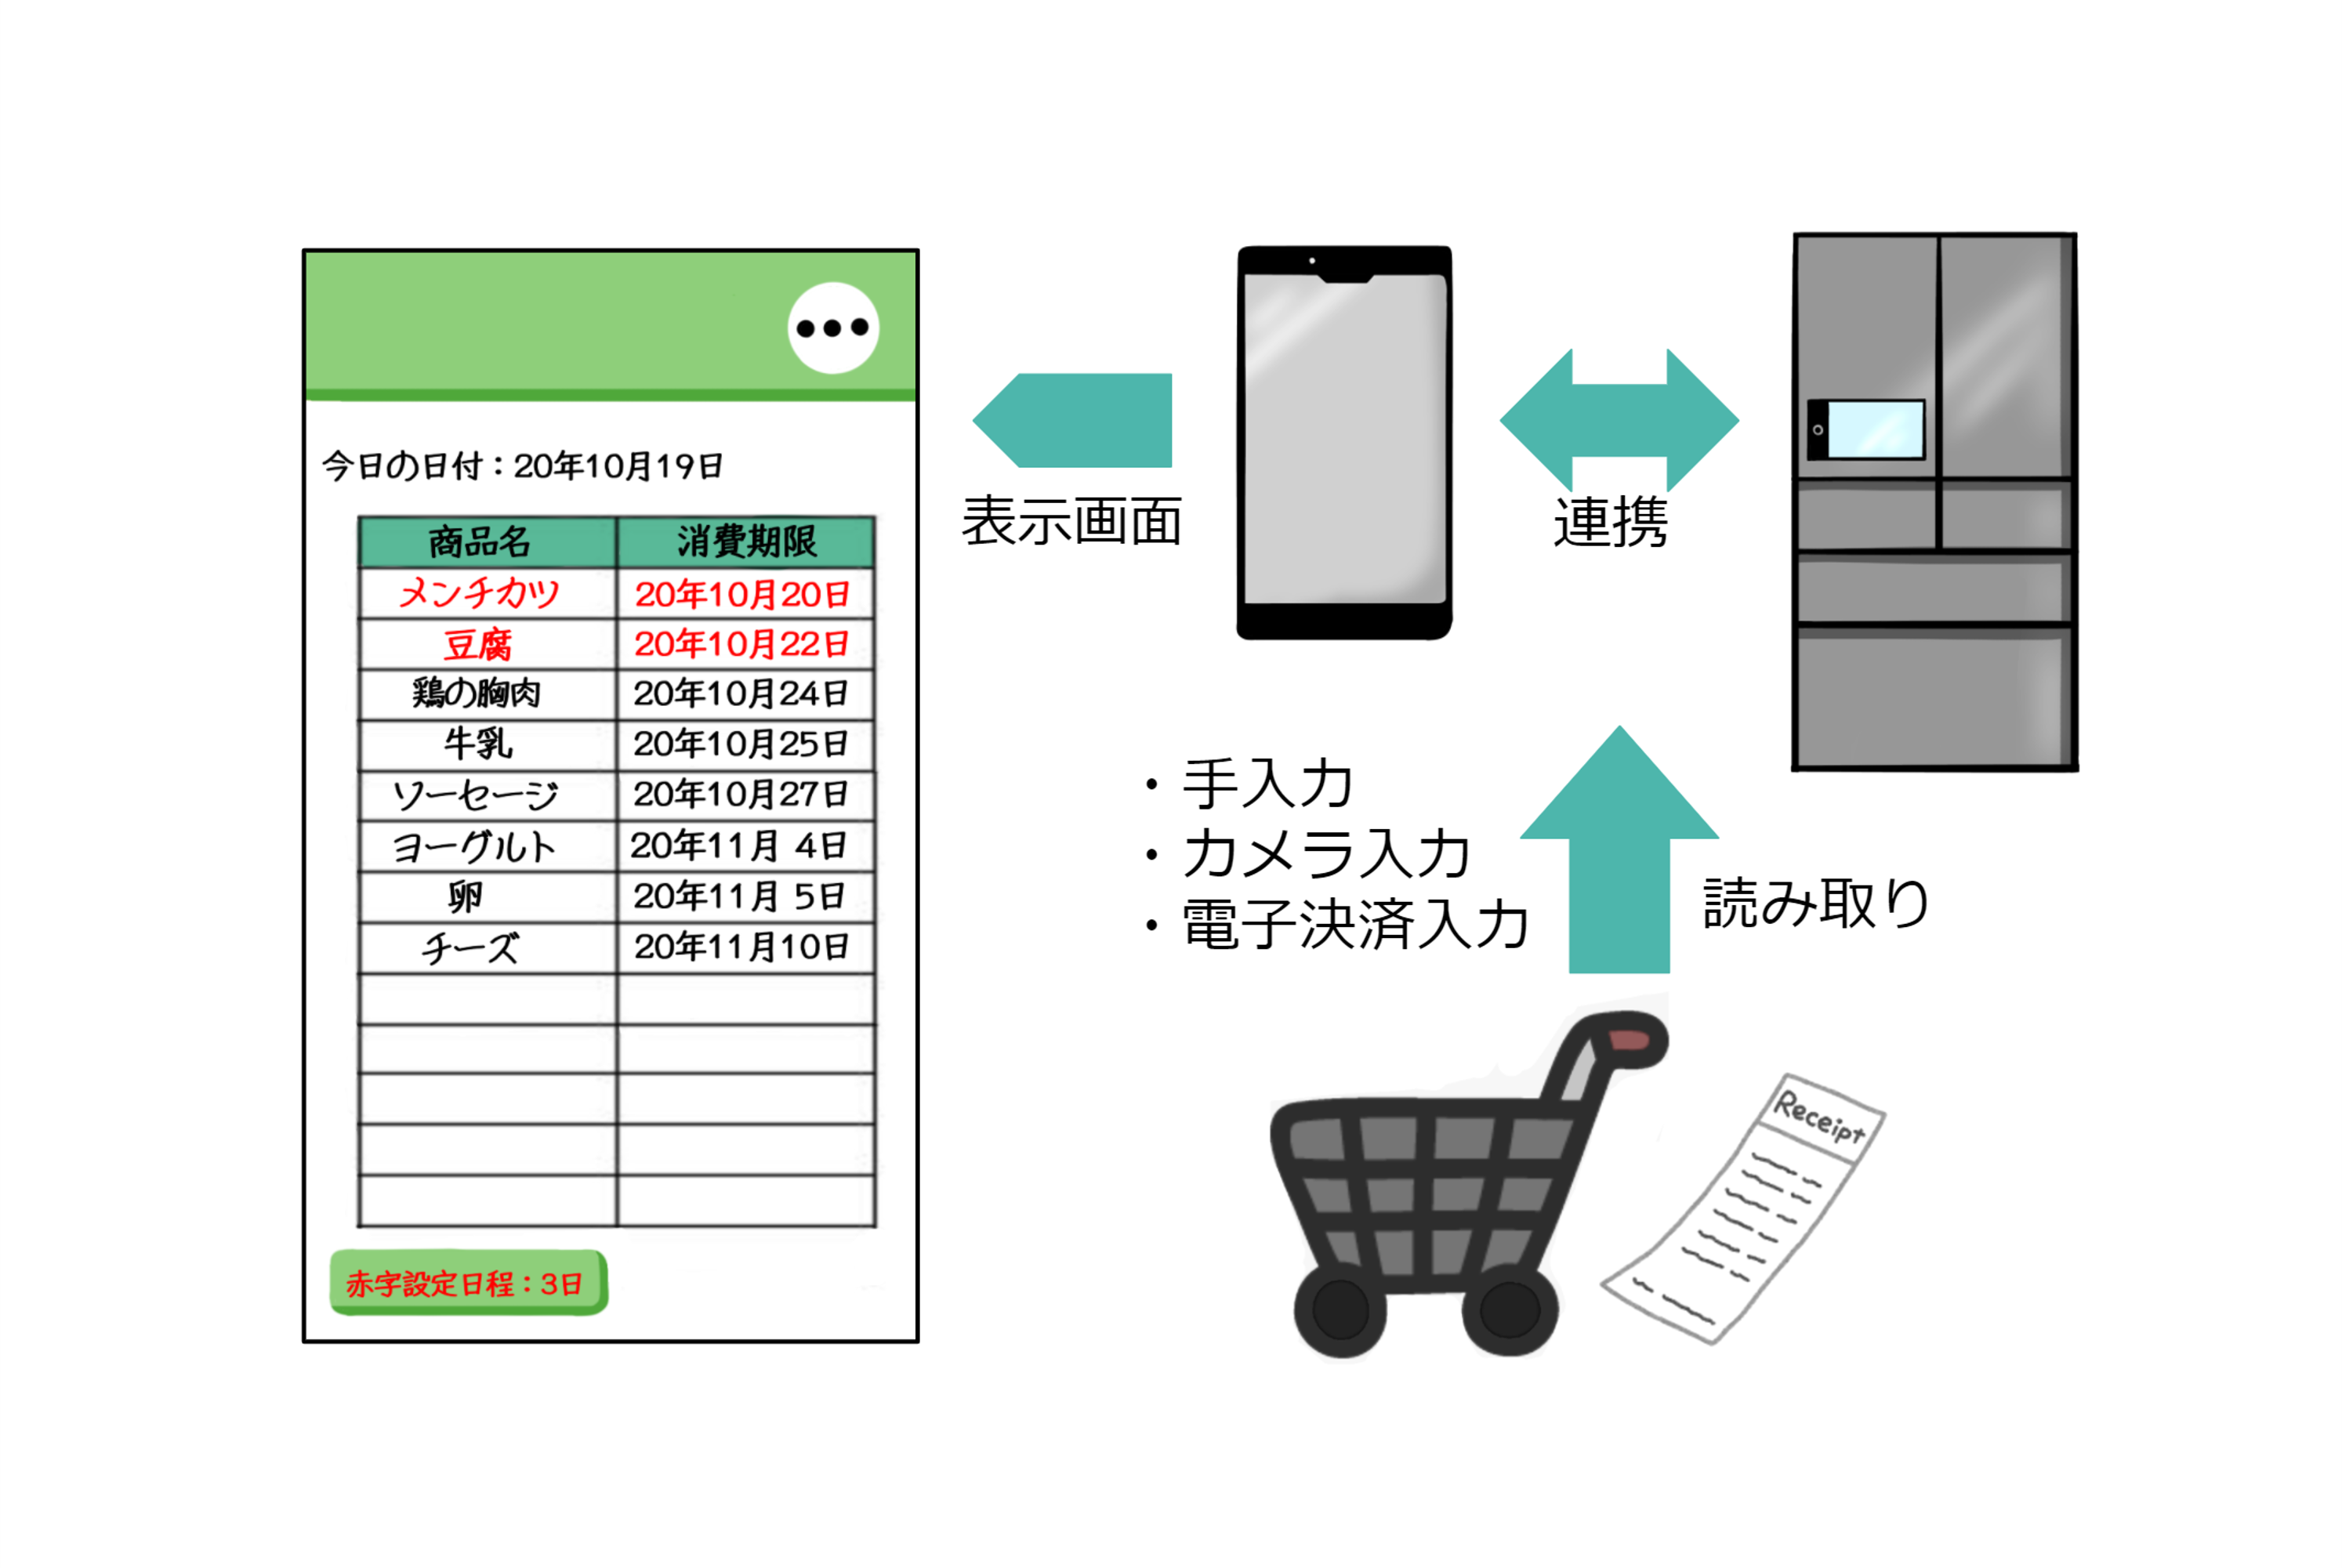 今日の日付：20年10月19日
商品名 消費期限
メンチカツ 20年10月20日
豆腐 20年10月22日
鶏の胸肉 20年10月24日
牛乳 20年10月25日
ソーセージ 20年10月27日
ヨーグルト 20年11月 4日
卵 20年11月 5日
チーズ 20年11月10日
赤字設定日程：3日
表示画面
連携
・手入力
・カメラ入力
・電子決済入力
読み取り
Receipt